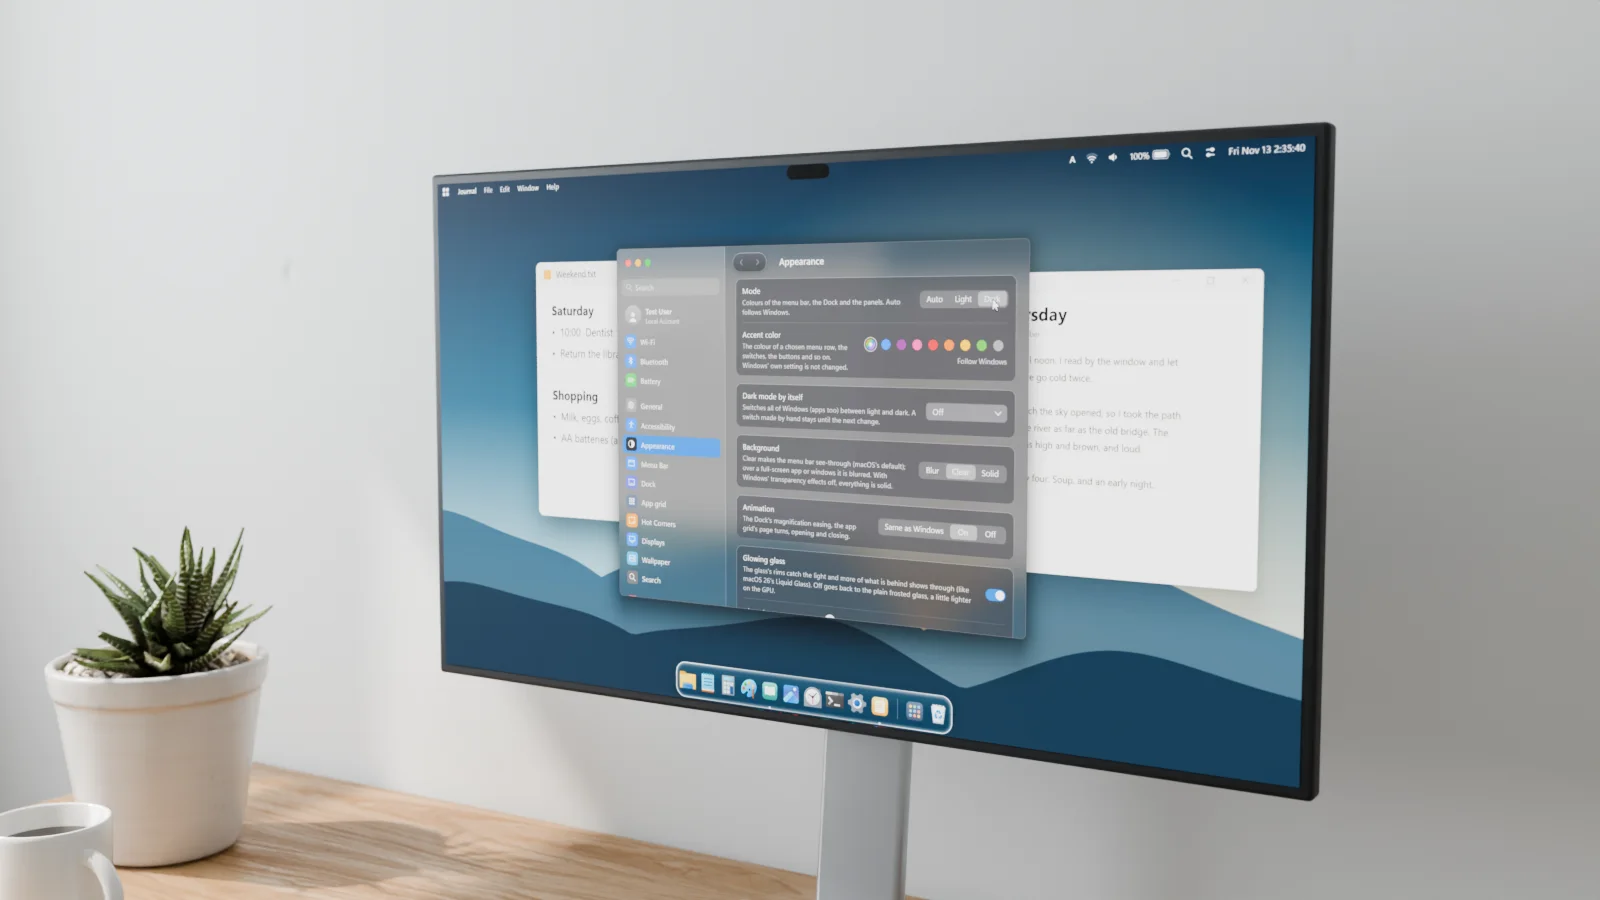 Journal File Edit Window Help
A 100% Fri Nov 13 2:35:40
Weekend.txt
Saturday
• 10:00 Dentist
• Return the libr
Shopping
• Milk, eggs, coff
• AA batteries (a
Search
Test User
Local Account
Wi-Fi
Bluetooth
Battery
General
Accessibility
Appearance
Menu Bar
Dock
App grid
Hot Corners
Displays
Wallpaper
Search
Appearance
Mode
Colours of the menu bar, the Dock and the panels. Auto
follows Windows.
Auto Light Dark
Accent color
The colour of a chosen menu row, the
switches, the buttons and so on.
Windows' own setting is not changed.
Follow Windows
Dark mode by itself
Switches all of Windows (apps too) between light and dark. A
switch made by hand stays until the next change.
Off
Background
Clear makes the menu bar see-through (macOS's default);
over a full-screen app or windows it is blurred. With
Windows' transparency effects off, everything is solid.
Blur Clear Solid
Animation
The Dock's magnification easing, the app
grid's page turns, opening and closing.
Same as Windows On Off
Glowing glass
The glass's rims catch the light and more of what is behind shows through (like
macOS 26's Liquid Glass). Off goes back to the plain frosted glass, a little lighter
on the GPU.
rsday
noon. I read by the window and let
go cold twice.
ch the sky opened, so I took the path
river as far as the old bridge. The
s high and brown, and loud.
four. Soup, and an early night.